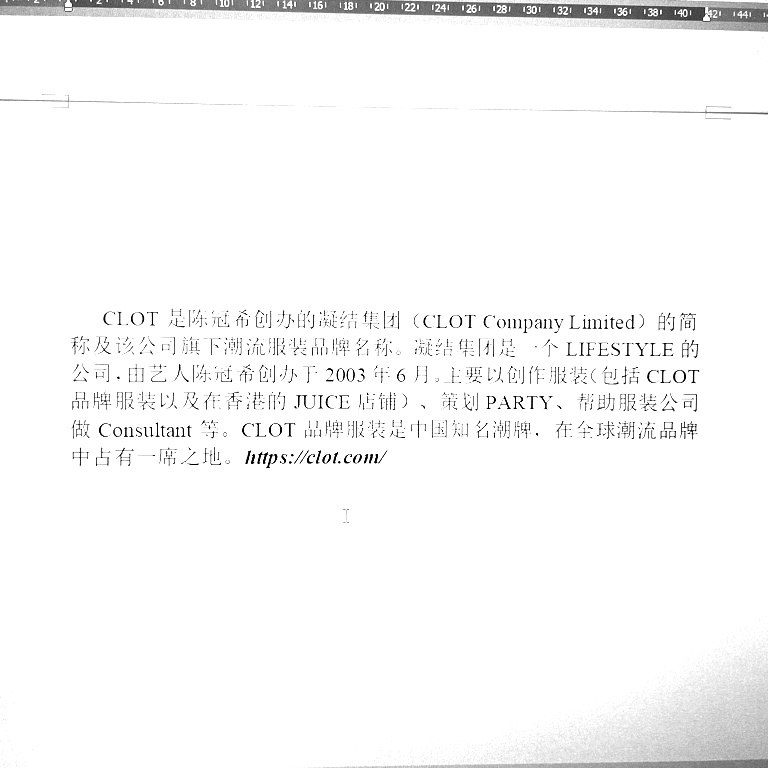 2 4 6 8 10 12 14 16 18 20 22 24 26 28 30 32 34 36 38 40 42 44
CLOT 是陈冠希创办的凝结集团（CLOT Company Limited）的简
称及该公司旗下潮流服装品牌名称。凝结集团是一个 LIFESTYLE 的
公司，由艺人陈冠希创办于 2003 年 6 月。主要以创作服装（包括 CLOT
品牌服装以及在香港的 JUICE 店铺）、策划 PARTY、帮助服装公司
做 Consultant 等。CLOT 品牌服装是中国知名潮牌，在全球潮流品牌
中占有一席之地。https://clot.com/